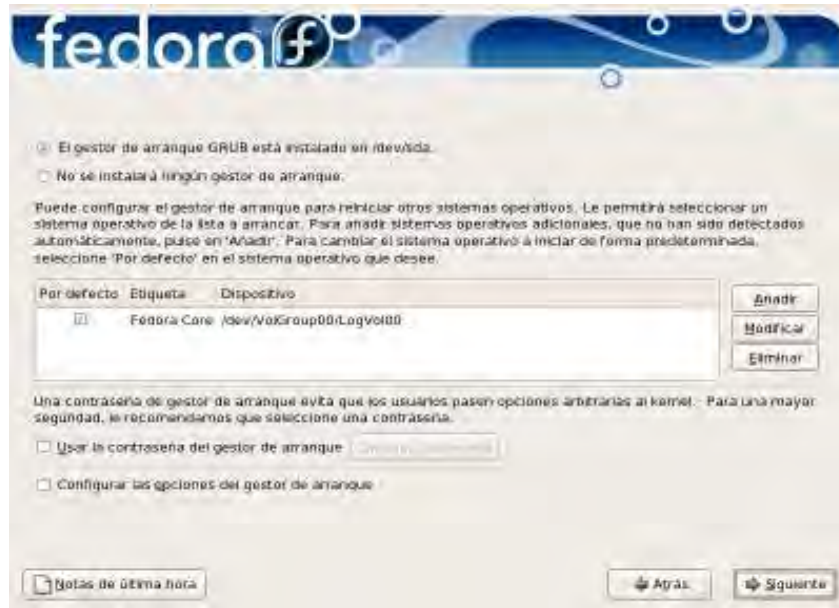 fedora
El gestor de arranque GRUB está instalado en /dev/sda.
No se instalará ningún gestor de arranque.
Puede configurar el gestor de arranque para reiniciar otros sistemas operativos. Le permitirá seleccionar un
sistema operativo de la lista a arrancar. Para añadir sistemas operativos adicionales, que no han sido detectados
automáticamente, pulse en 'Añadir'. Para cambiar el sistema operativo a iniciar de forma predeterminada,
seleccione 'Por defecto' en el sistema operativo que desee.
Por defecto Etiqueta Dispositivo
Fedora Core /dev/VolGroup00/LogVol00
Añadir
Modificar
Eliminar
Una contraseña de gestor de arranque evita que los usuarios pasen opciones arbitrarias al kernel. Para una mayor
seguridad, le recomendamos que seleccione una contraseña.
Usar la contraseña del gestor de arranque
Configurar las opciones del gestor de arranque
Notas de última hora
Atrás
Siguiente